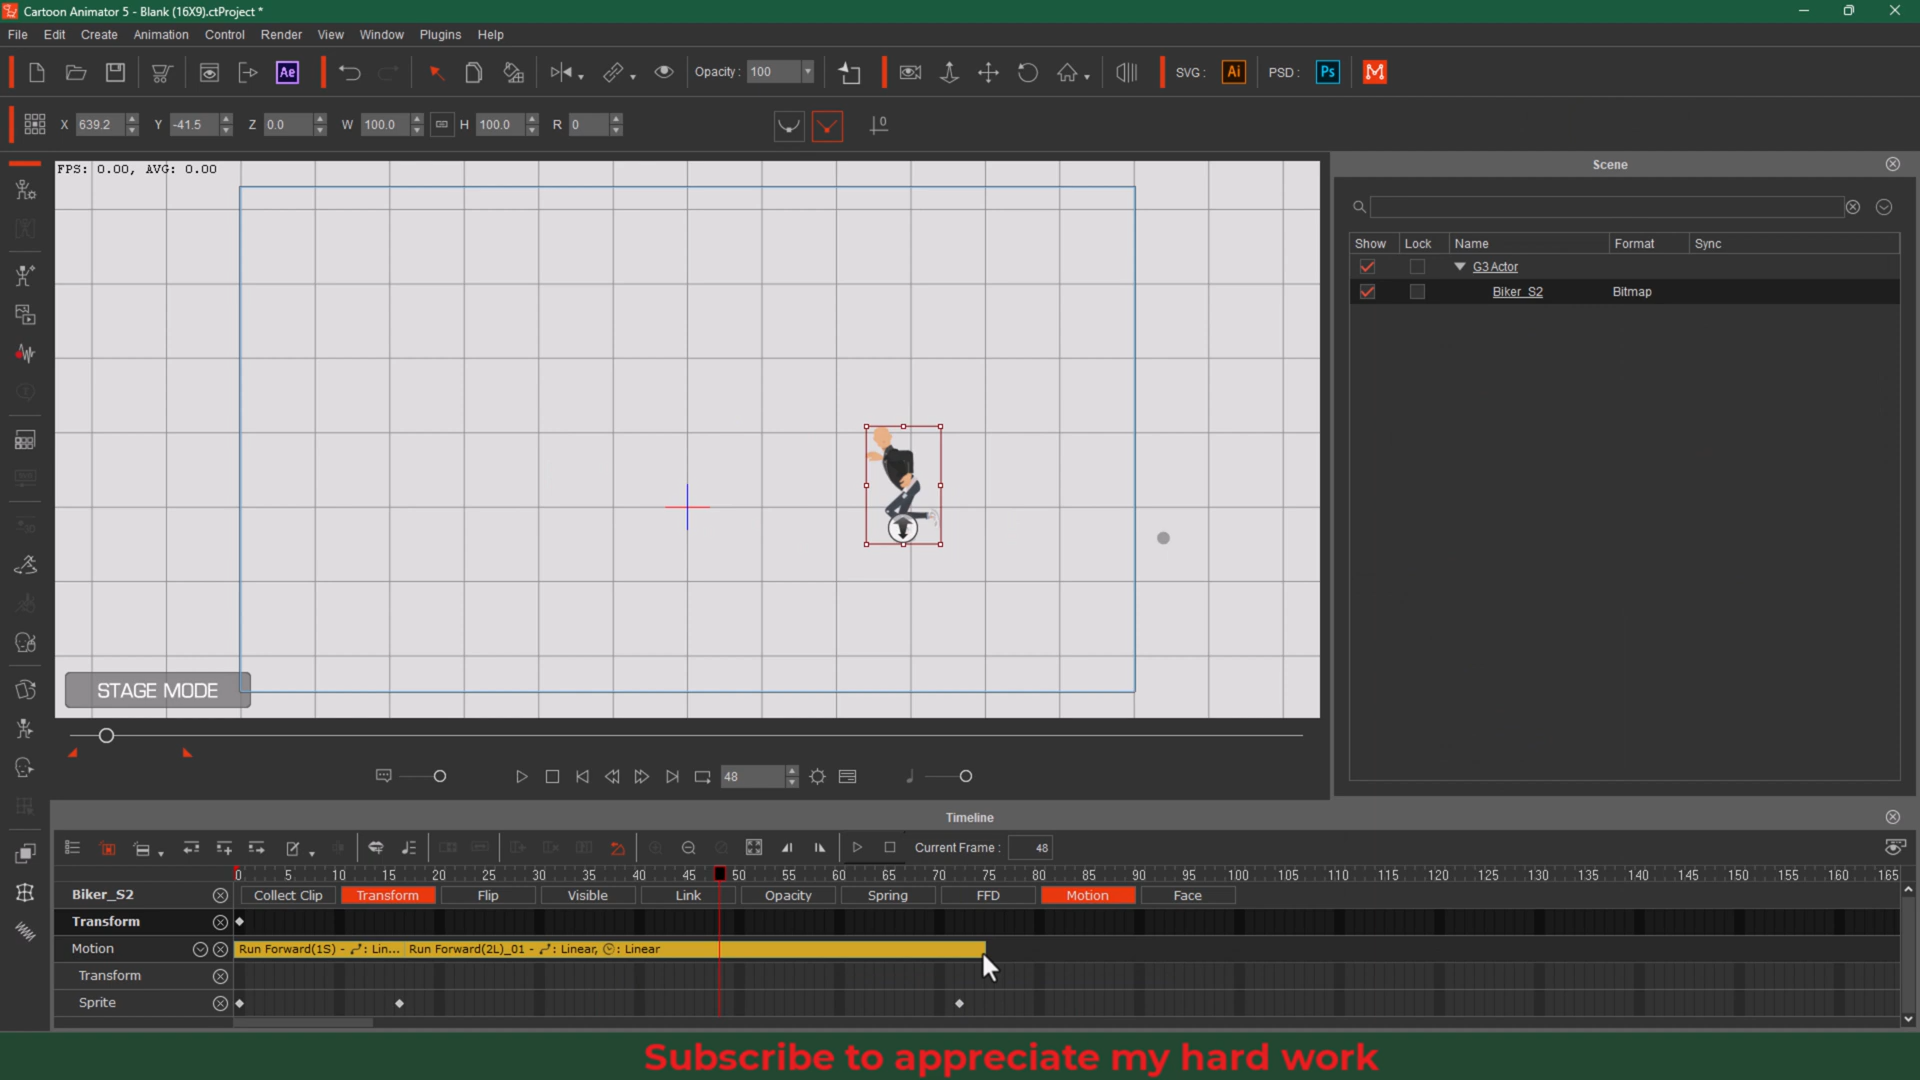 Cartoon Animator 5 - Blank (16X9).ctProject *
File Edit Create Animation Control Render View Window Plugins Help
Ae Opacity : 100 SVG : Ai PSD : Ps
X 639.2 Y -41.5 Z 0.0 W 100.0 H 100.0 R 0 0
FPS: 0.00, AVG: 0.00
Scene
Show Lock Name Format Sync
G3 Actor
Biker_S2 Bitmap
STAGE MODE
48
Timeline
Current Frame : 48
0 5 10 15 20 25 30 35 40 45 50 55 60 65 70 75 80 85 90 95 100 105 110 115 120 125 130 135 140 145 150 155 160 165
Biker_S2 Collect Clip Transform Flip Visible Link Opacity Spring FFD Motion Face
Transform
Motion Run Forward(1S) - : Lin... Run Forward(2L)_01 - : Linear, : Linear
Transform
Sprite
Subscribe to appreciate my hard work